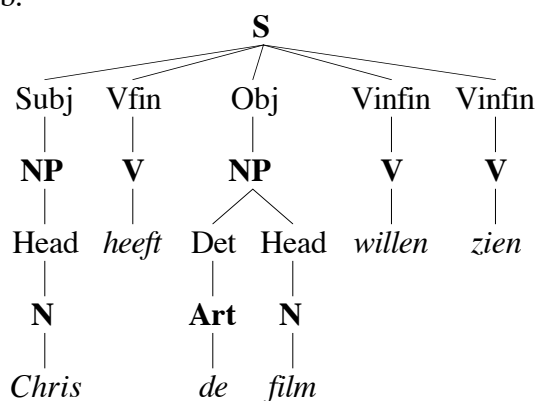 b.
S
Subj Vfin Obj Vinfin Vinfin
NP V NP V V
Head heeft Det Head willen zien
N Art N
Chris de film